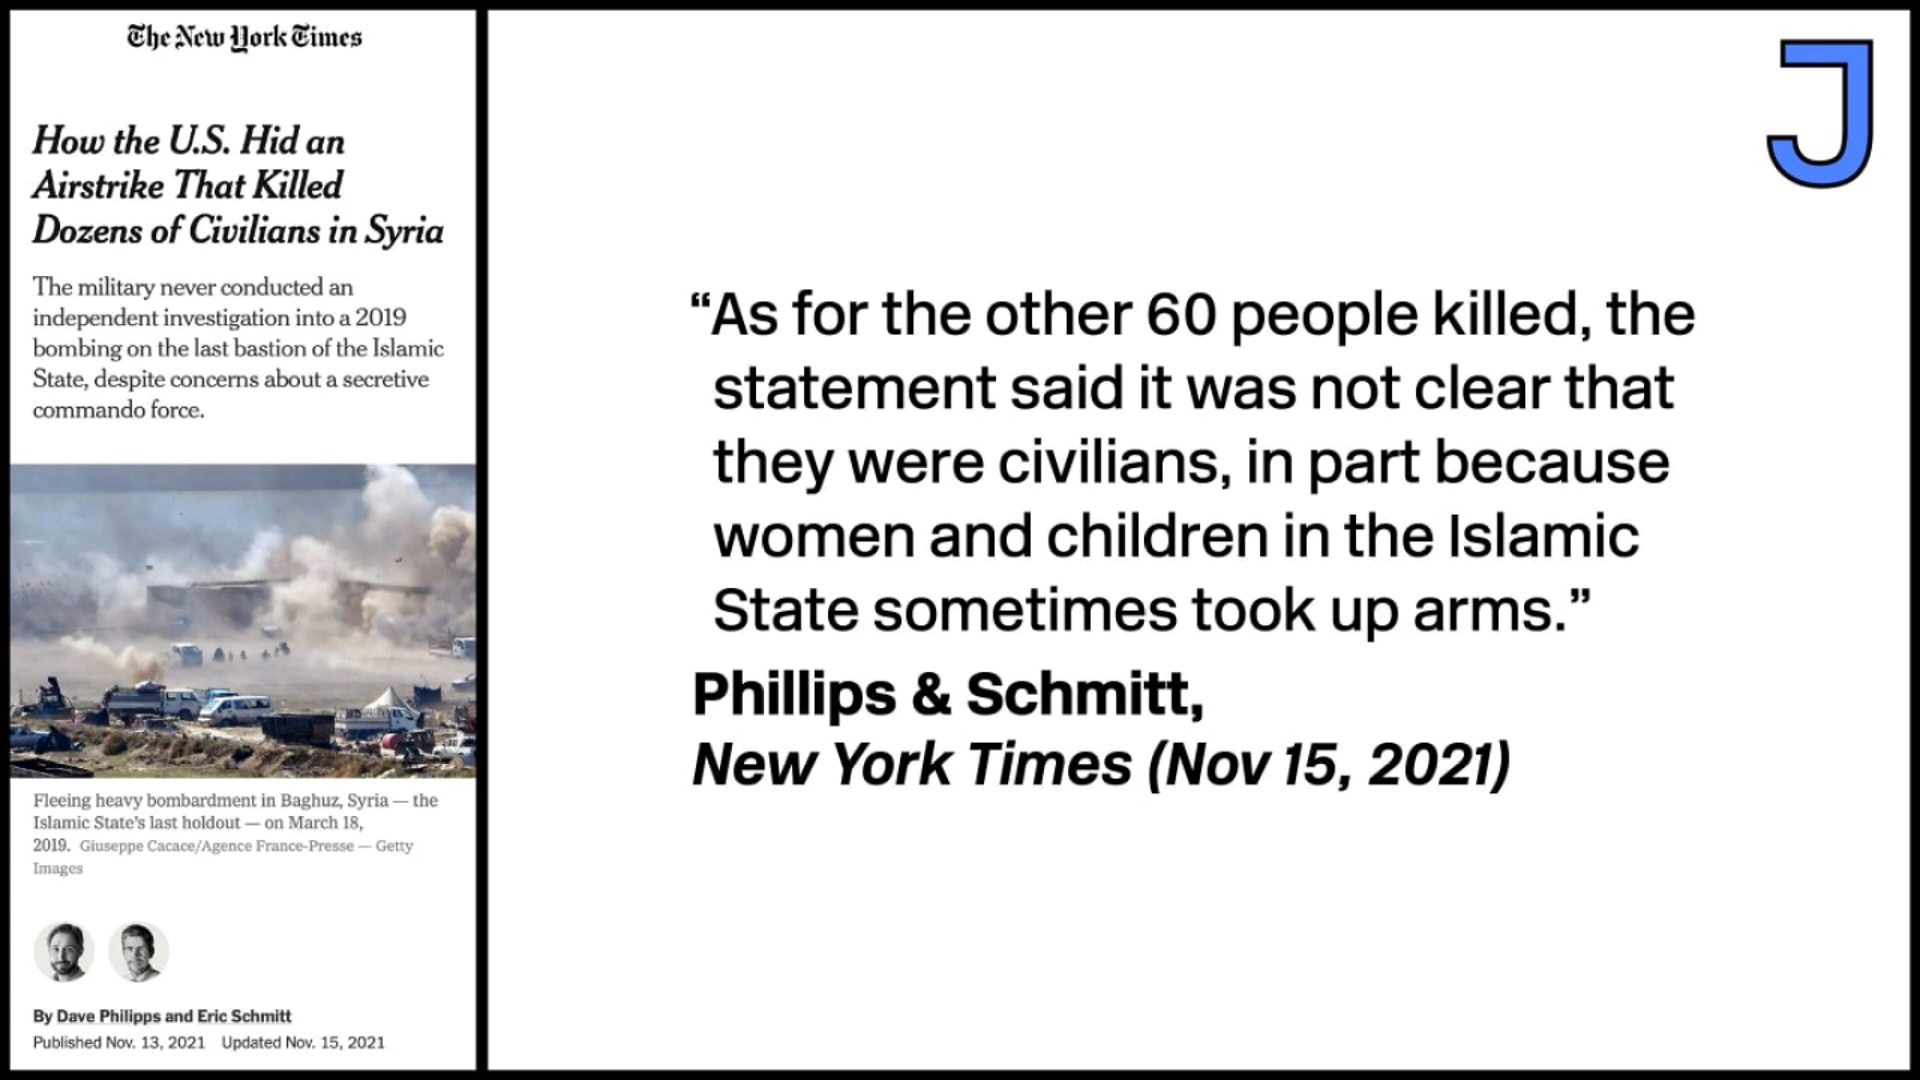 The New York Times
How the U.S. Hid an
Airstrike That Killed
Dozens of Civilians in Syria
The military never conducted an
independent investigation into a 2019
bombing on the last bastion of the Islamic
State, despite concerns about a secretive
commando force.
Fleeing heavy bombardment in Baghuz, Syria — the
Islamic State's last holdout — on March 18,
2019. Giuseppe Cacace/Agence France-Presse — Getty
Images
By Dave Philipps and Eric Schmitt
Published Nov. 13, 2021 Updated Nov. 15, 2021
J
“As for the other 60 people killed, the
statement said it was not clear that
they were civilians, in part because
women and children in the Islamic
State sometimes took up arms.”
Phillips & Schmitt,
New York Times (Nov 15, 2021)